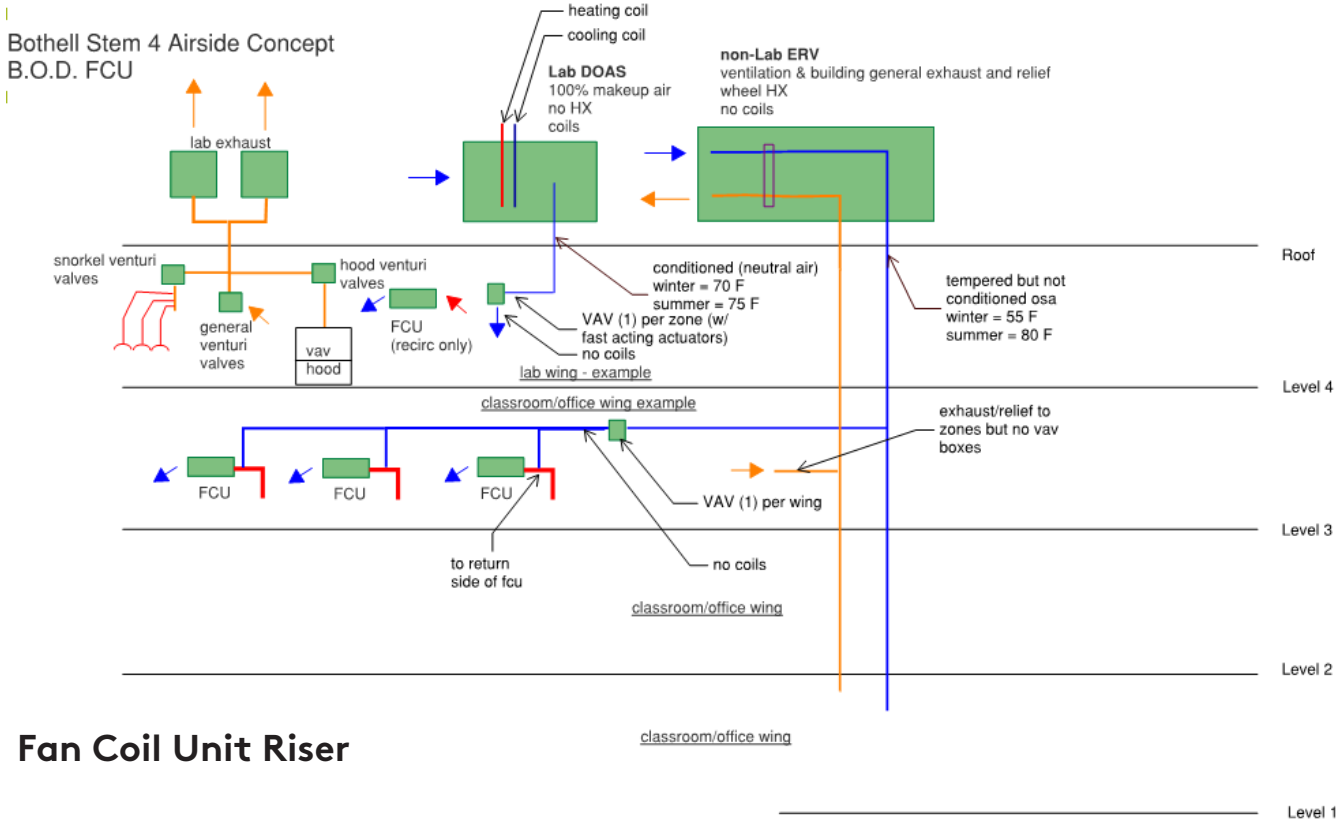 Bothell Stem 4 Airside Concept
B.O.D. FCU
heating coil
cooling coil
Lab DOAS
100% makeup air
no HX
coils
non-Lab ERV
ventilation & building general exhaust and relief
wheel HX
no coils
lab exhaust
Roof
snorkel venturi
valves
general
venturi
valves
hood venturi
valves
vav
hood
FCU
(recirc only)
conditioned (neutral air)
winter = 70 F
summer = 75 F
VAV (1) per zone (w/
fast acting actuators)
no coils
lab wing - example
tempered but not
conditioned osa
winter = 55 F
summer = 80 F
Level 4
classroom/office wing example
exhaust/relief to
zones but no vav
boxes
FCU
FCU
FCU
VAV (1) per wing
Level 3
to return
side of fcu
no coils
classroom/office wing
Level 2
Fan Coil Unit Riser
classroom/office wing
Level 1